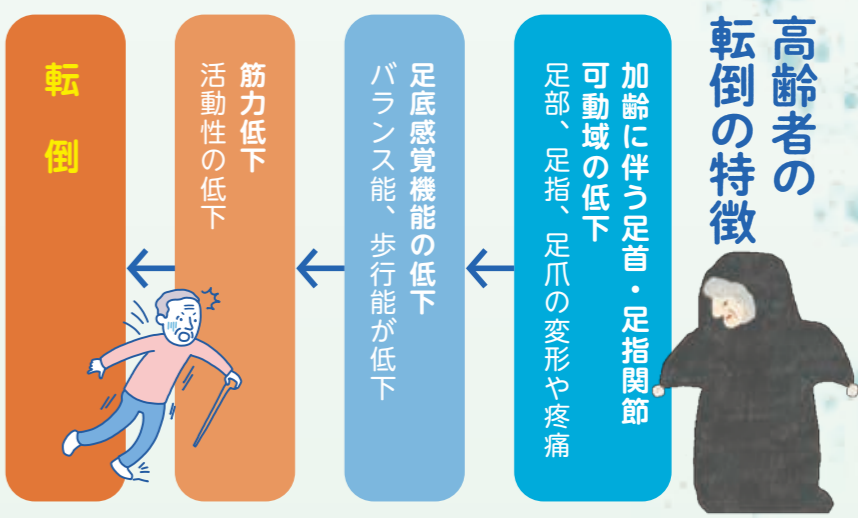 高齢者の
転倒の特徴
加齢に伴う足首・足指関節
可動域の低下
足部、足指、足爪の変形や疼痛
足底感覚機能の低下
バランス能、歩行能が低下
筋力低下
活動性の低下
転倒